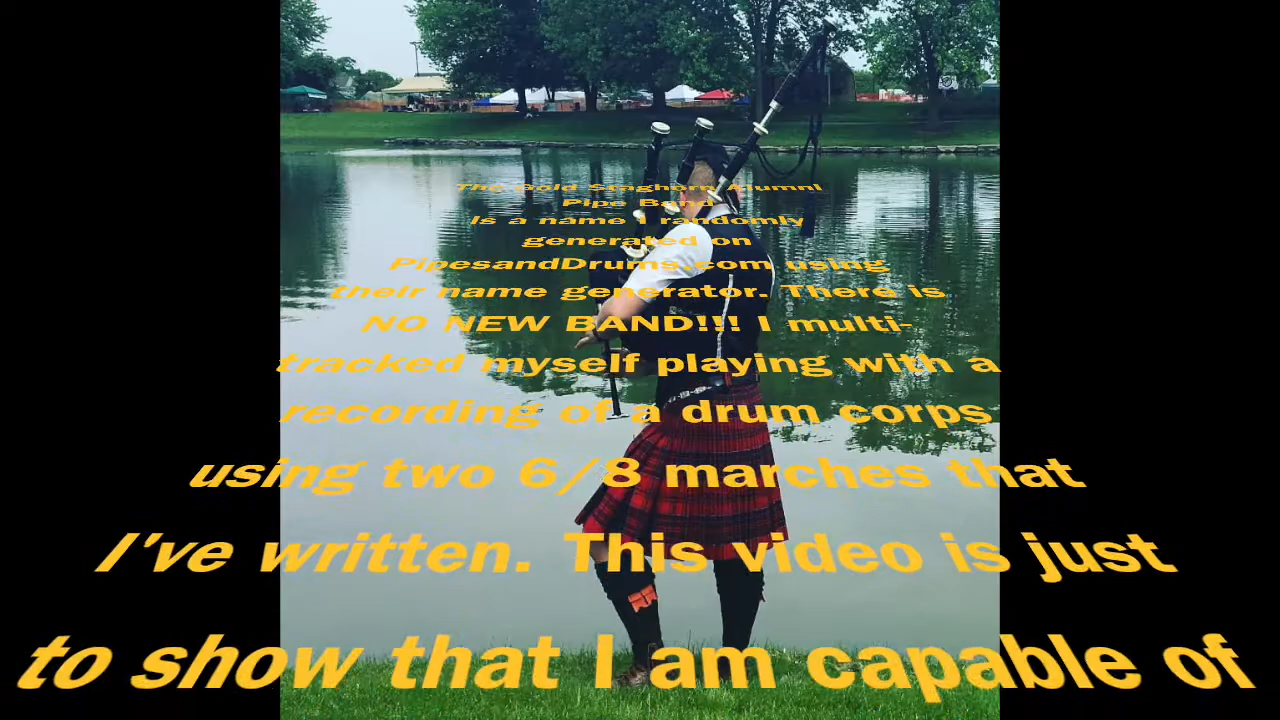 The Gold Staghorn Alumni
Pipe Band
Is a name I randomly
generated on
PipesandDrums.com using
their name generator. There is
NO NEW BAND!!! I multi-
tracked myself playing with a
recording of a drum corps
using two 6/8 marches that
I've written. This video is just
to show that I am capable of